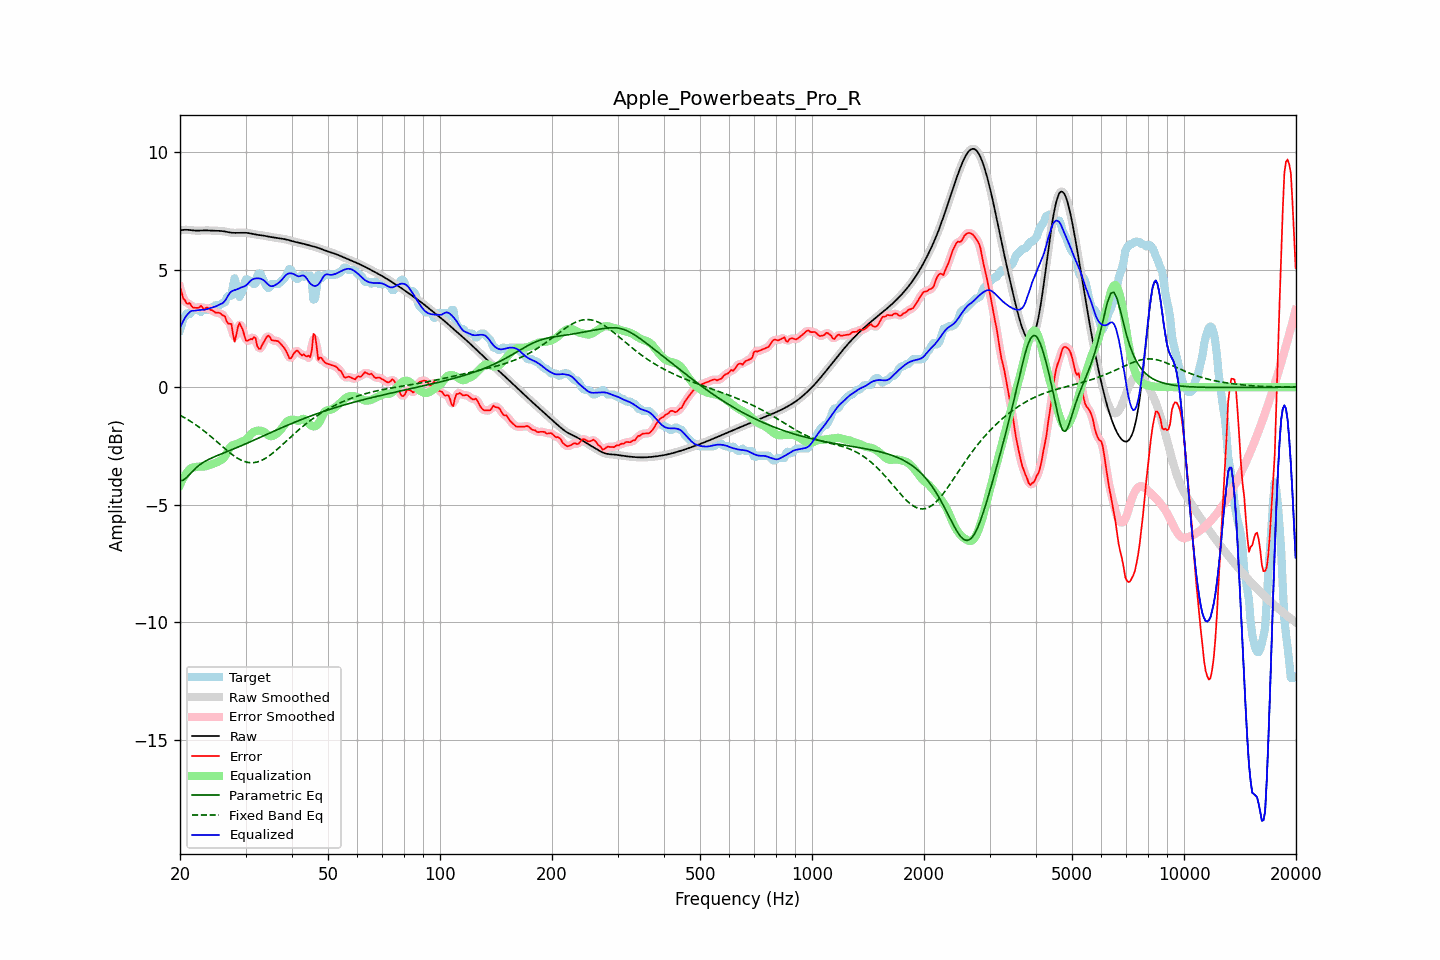 Apple_Powerbeats_Pro_R
Amplitude (dBr)
10
5
0
−5
−10
−15
Target
Raw Smoothed
Error Smoothed
Raw
Error
Equalization
Parametric Eq
Fixed Band Eq
Equalized
20 50 100 200 500 1000 2000 5000 10000 20000
Frequency (Hz)